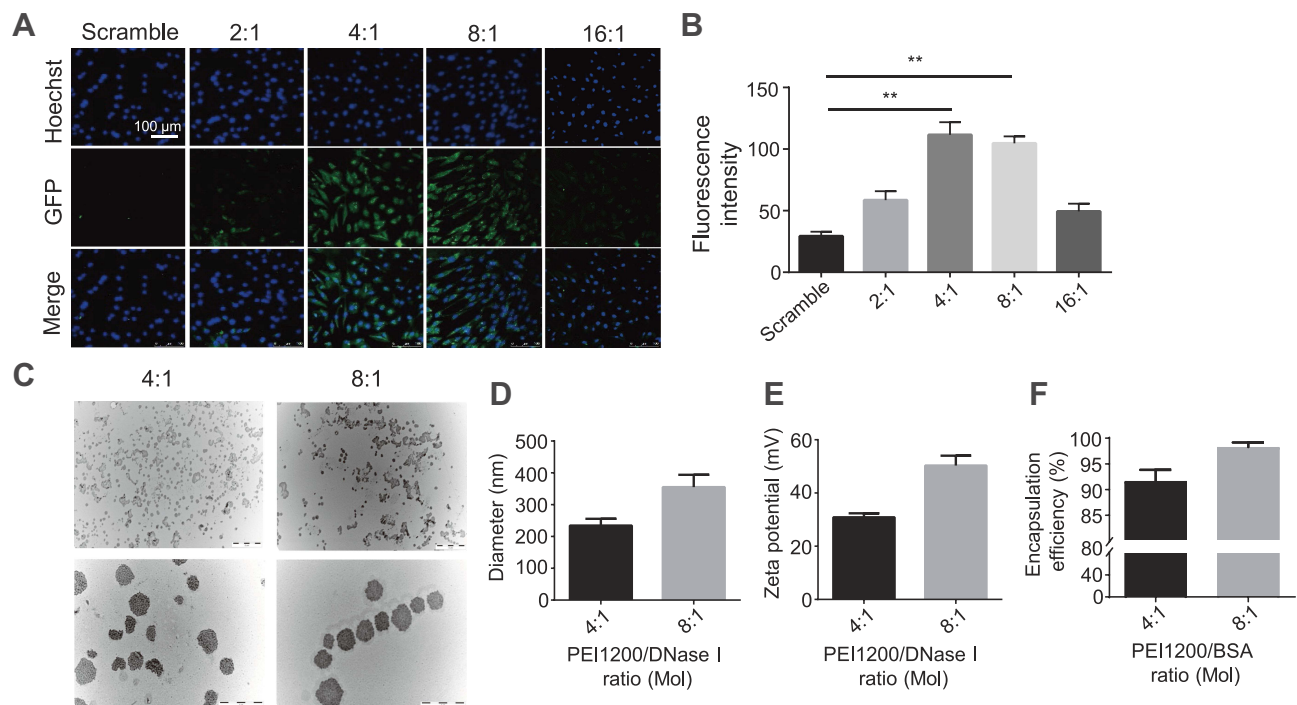 A
Scramble 2:1 4:1 8:1 16:1
Hoechst
100 µm
GFP
Merge
B
Fluorescence
intensity
150
100
50
0
**
**
Scramble 2:1 4:1 8:1 16:1
C
4:1 8:1
D
Diameter (nm)
500
400
300
200
100
0
4:1 8:1
PEI1200/DNase I
ratio (Mol)
E
Zeta potential (mV)
60
40
20
0
4:1 8:1
PEI1200/DNase I
ratio (Mol)
F
Encapsulation
efficiency (%)
100
95
90
85
80
40
0
4:1 8:1
PEI1200/BSA
ratio (Mol)